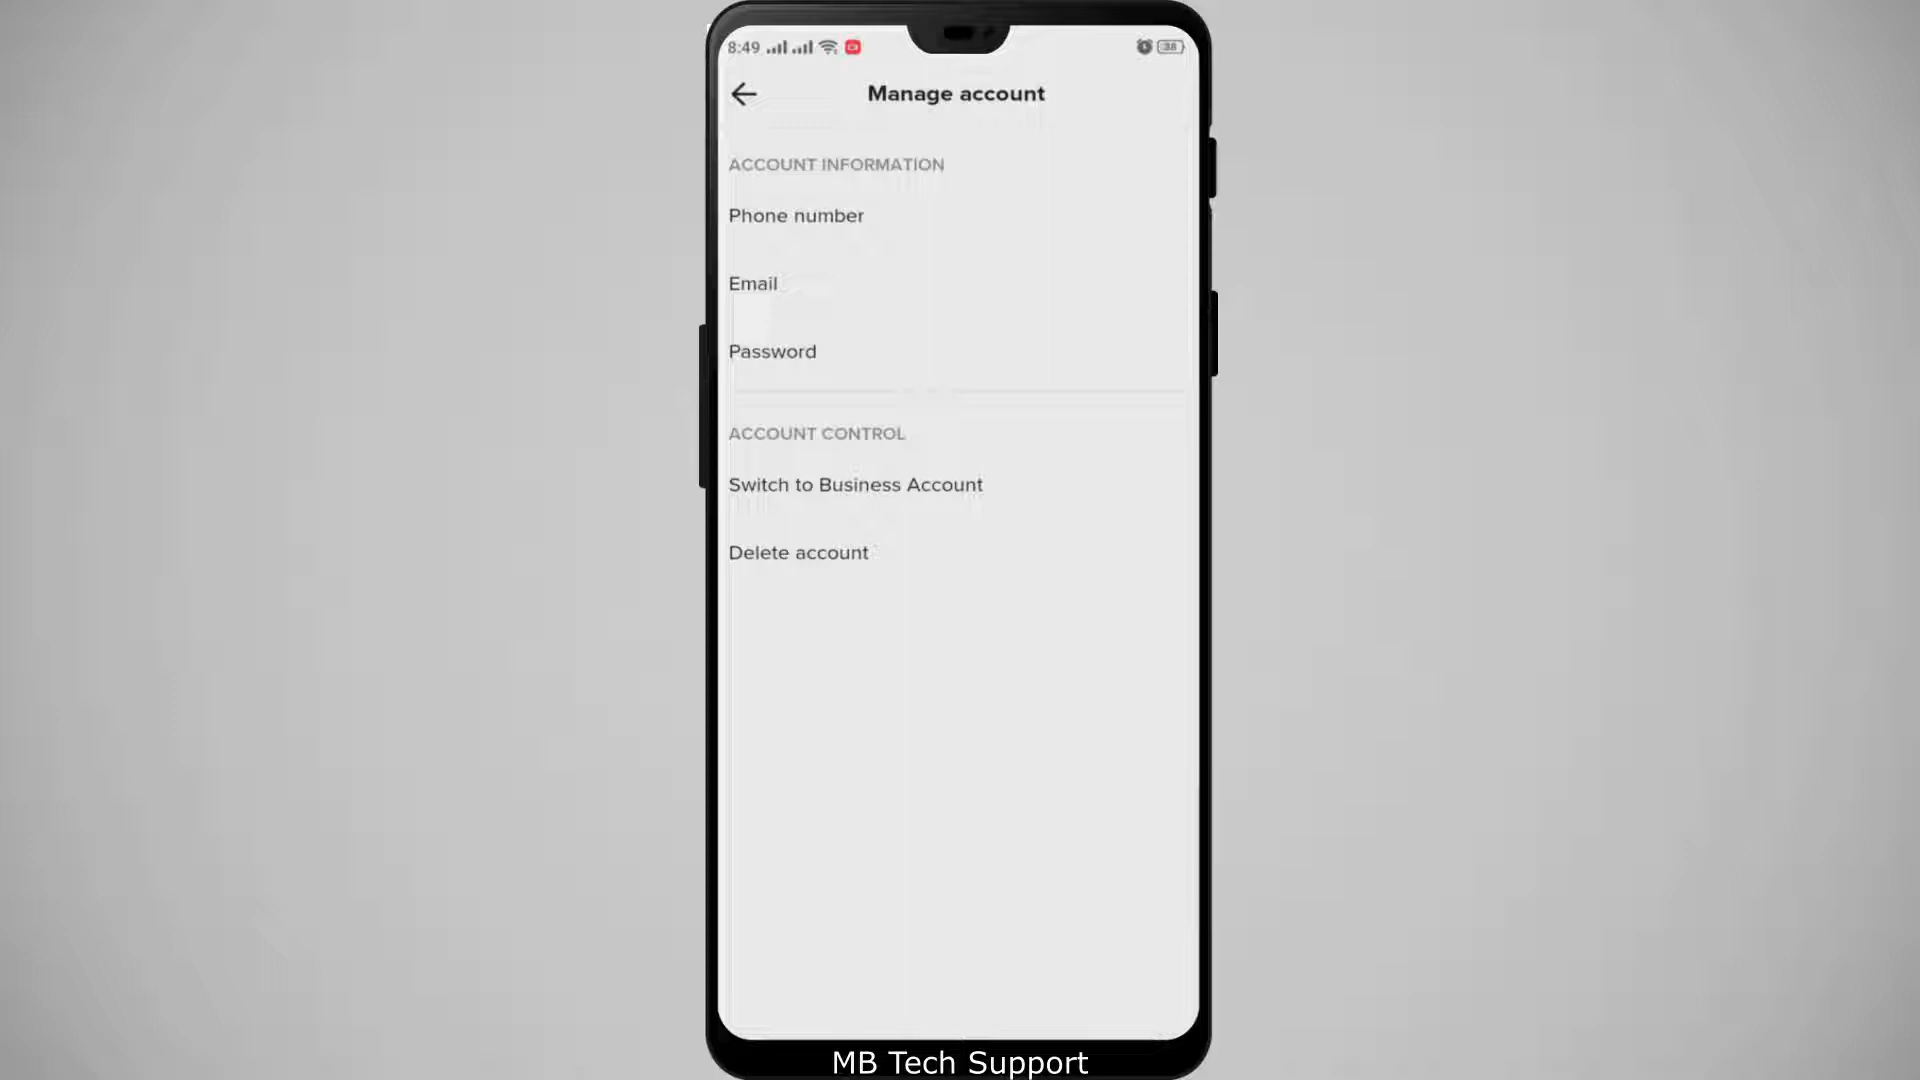 8:49
38
Manage account
ACCOUNT INFORMATION
Phone number
Email
Password
ACCOUNT CONTROL
Switch to Business Account
Delete account
MB Tech Support